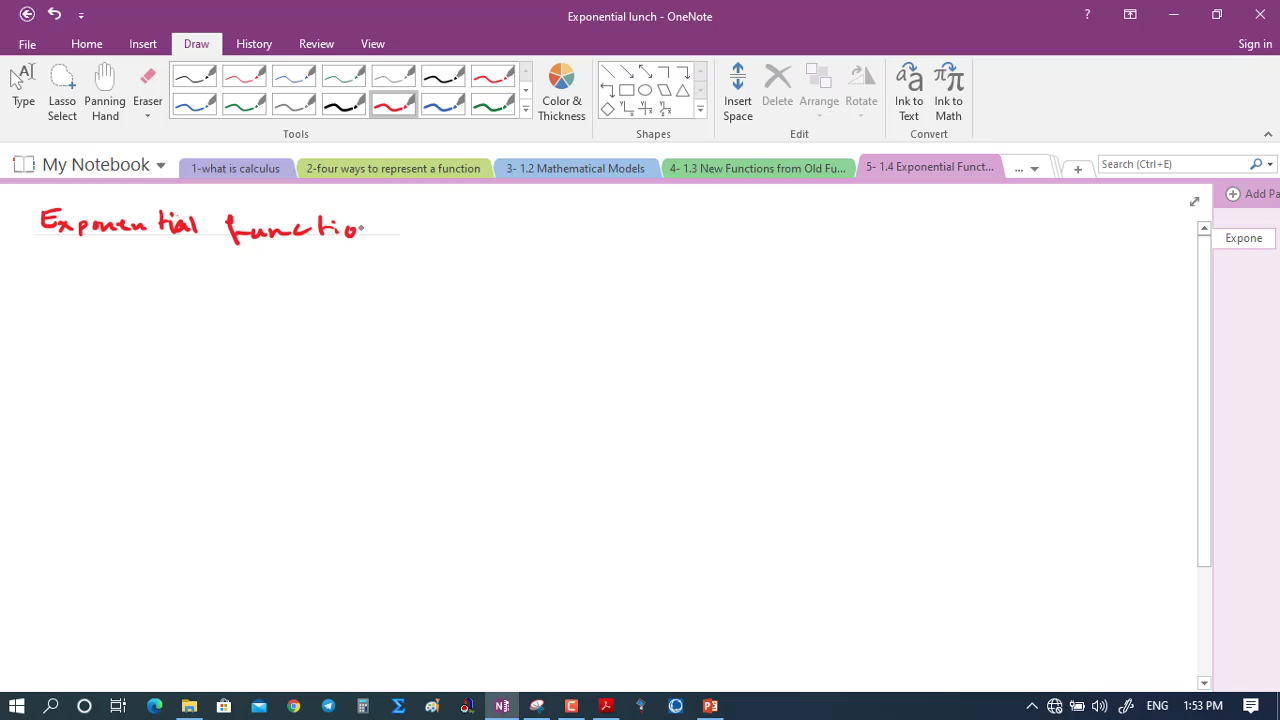 Exponential lunch - OneNote
?
File Home Insert Draw History Review View Sign in
Type Lasso Select Panning Hand Eraser Color & Thickness Insert Space Delete Arrange Rotate Ink to Text Ink to Math
Tools Shapes Edit Convert
My Notebook 1-what is calculus 2-four ways to represent a function 3- 1.2 Mathematical Models 4- 1.3 New Functions from Old Fu... 5- 1.4 Exponential Funct... ... Search (Ctrl+E)
Add Pa
Exponential functio
Expone
ENG 1:53 PM